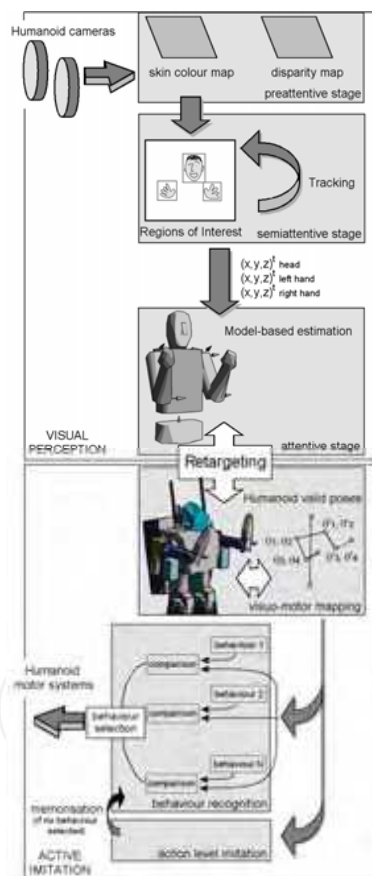 Humanoid cameras
skin colour map
disparity map
preattentive stage
Tracking
Regions of Interest
semiattentive stage
(x,y,z)ᵗ head
(x,y,z)ᵗ left hand
(x,y,z)ᵗ right hand
Model-based estimation
VISUAL
PERCEPTION
attentive stage
Retargeting
Humanoid valid poses
visuo-motor mapping
behaviour 1
comparison
Humanoid
motor systems
behaviour 2
comparison
behaviour
selection
behaviour N
comparison
behaviour recognition
memorisation
(if no behaviour
selected)
action level imitation
ACTIVE
IMITATION